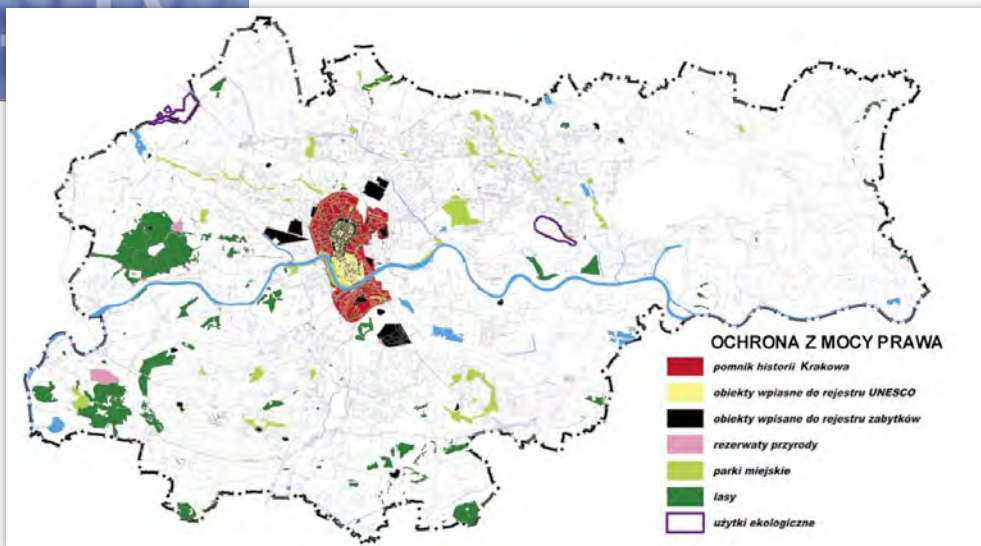 OCHRONA Z MOCY PRAWA
pomnik historii Krakowa
obiekty wpiasne do rejestru UNESCO
obiekty wpisane do rejestru zabytków
rezerwaty przyrody
parki miejskie
lasy
użytki ekologiczne